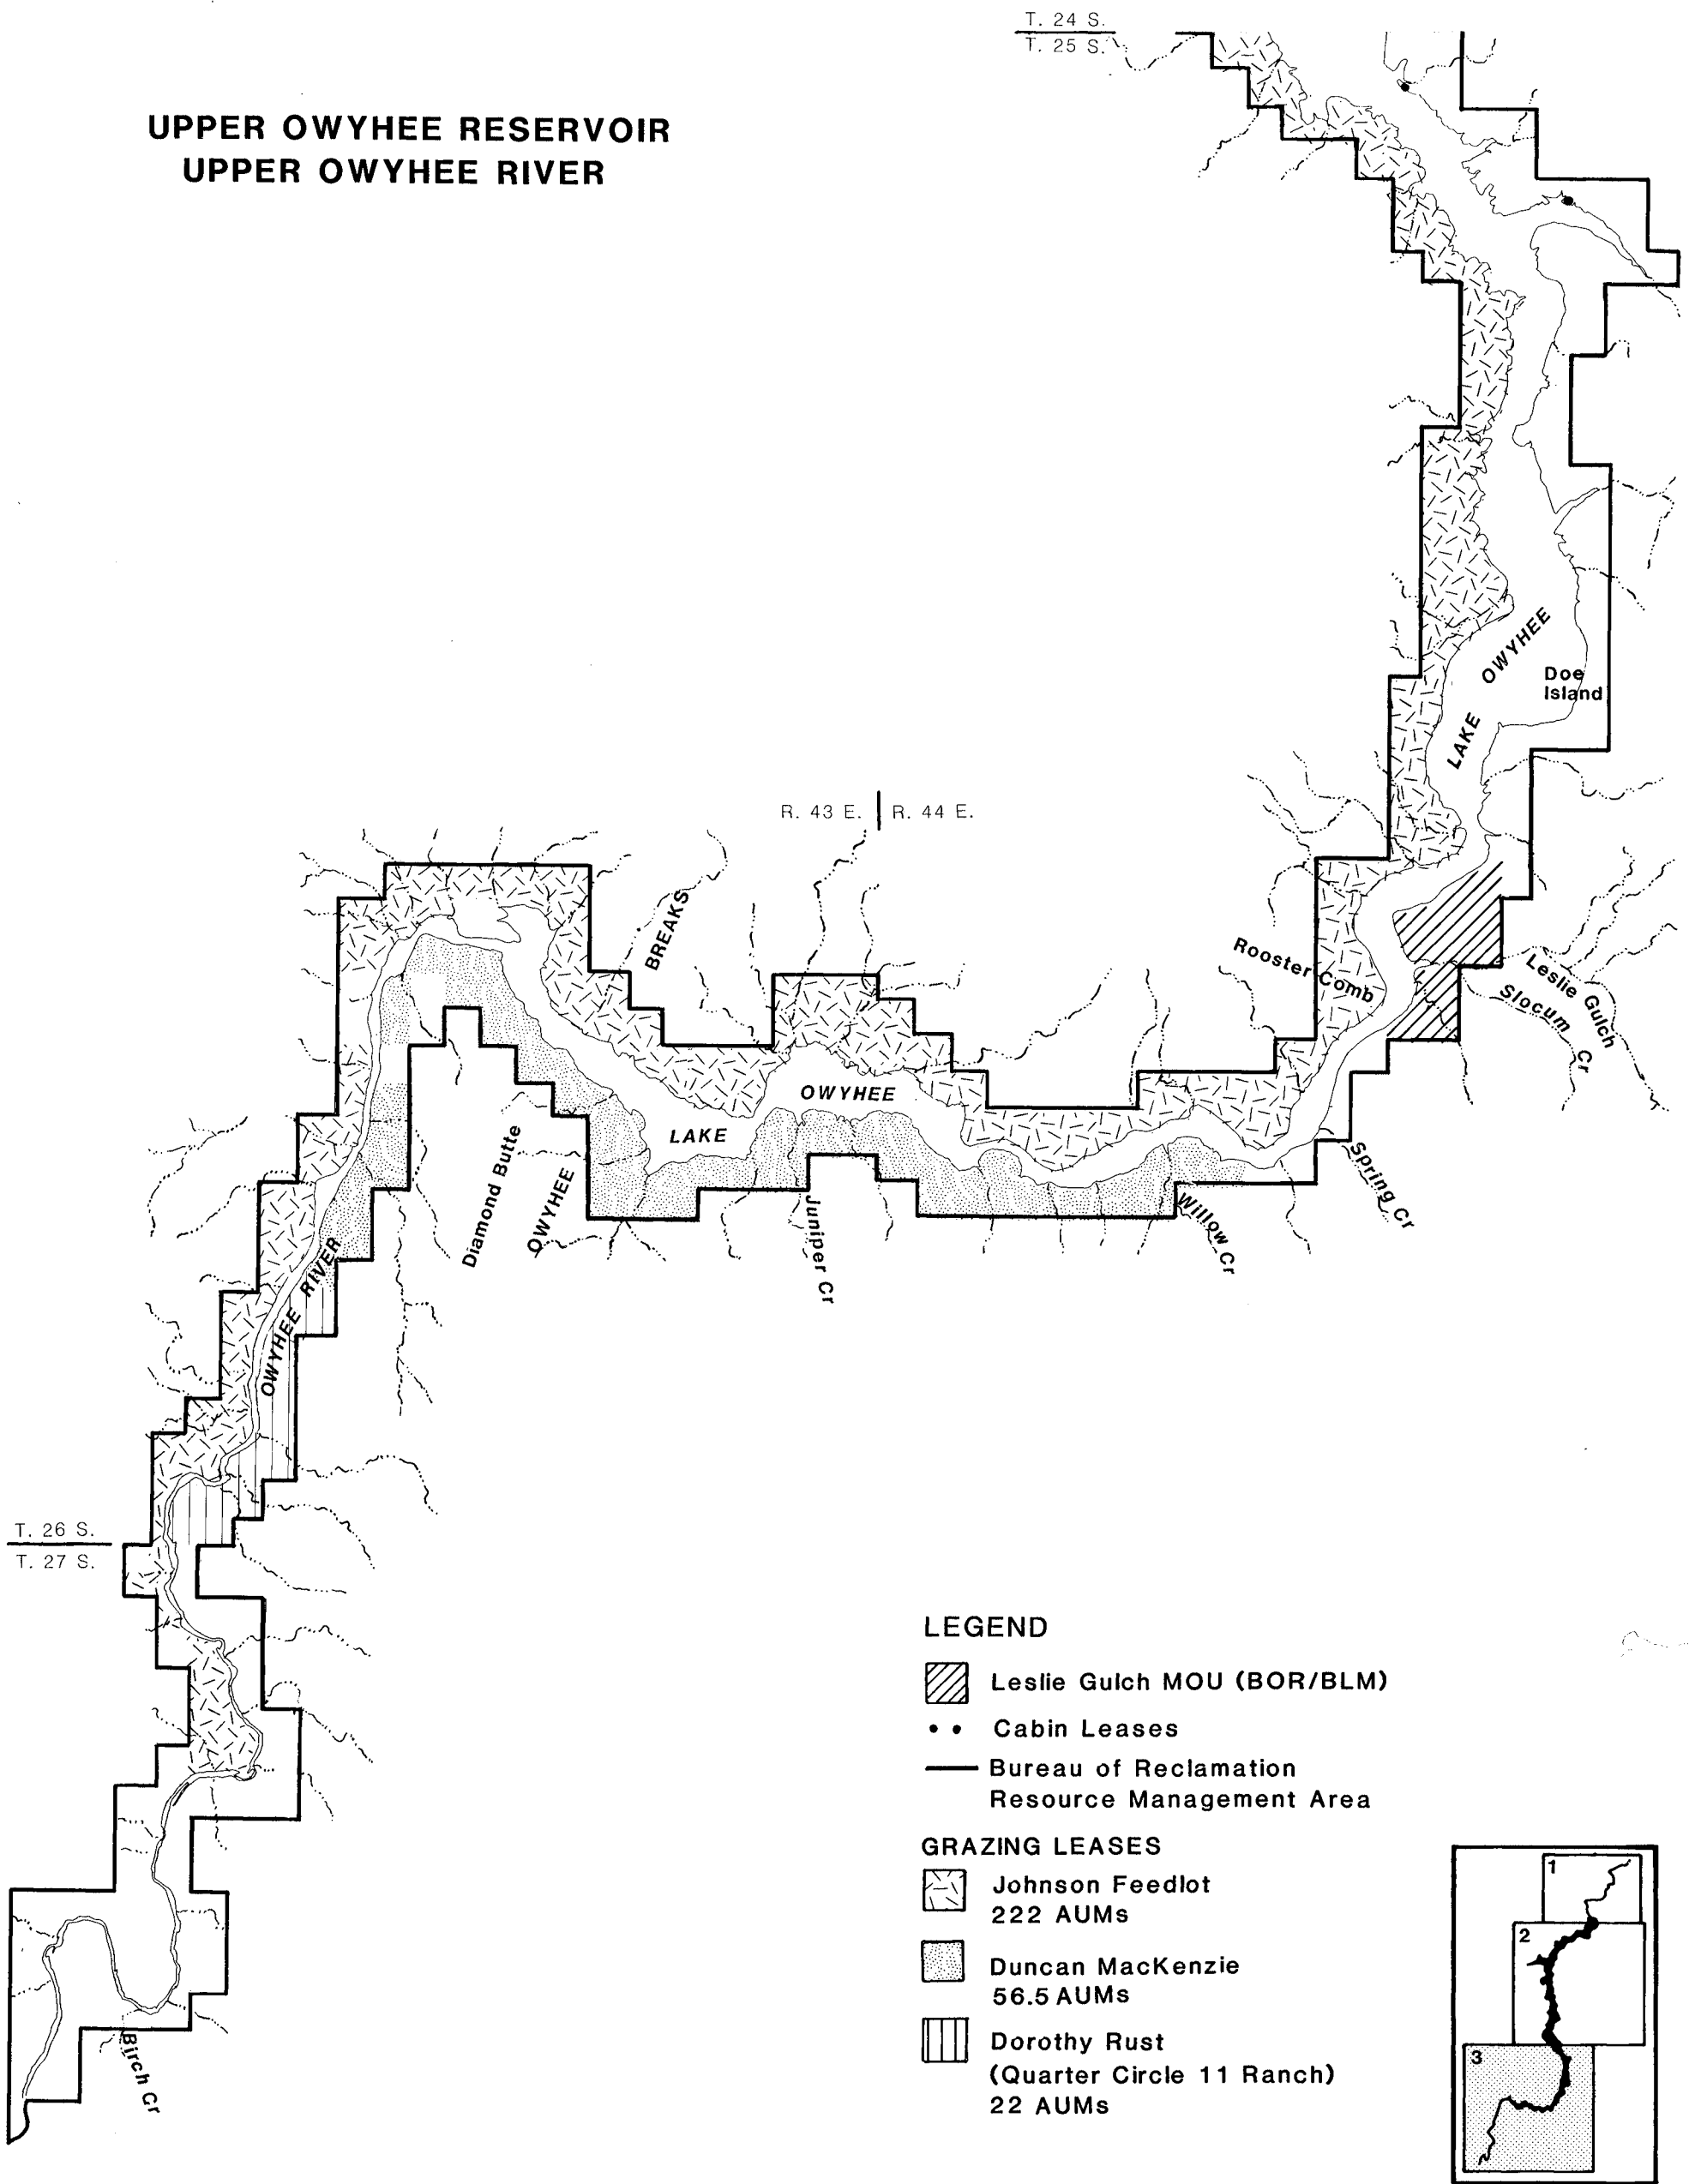 T. 24 S.
T. 25 S.
UPPER OWYHEE RESERVOIR
UPPER OWYHEE RIVER
LAKE OWYHEE
Doe
Island
R. 43 E. R. 44 E.
BREAKS
Rooster Comb
Leslie Gulch
Slocum Cr
OWYHEE
LAKE
Diamond Butte
OWYHEE
Juniper Cr
Willow Cr
Spring Cr
OWYHEE RIVER
T. 26 S.
T. 27 S.
Birch Cr
LEGEND
Leslie Gulch MOU (BOR/BLM)
Cabin Leases
Bureau of Reclamation
Resource Management Area
GRAZING LEASES
Johnson Feedlot
222 AUMs
Duncan MacKenzie
56.5 AUMs
Dorothy Rust
(Quarter Circle 11 Ranch)
22 AUMs
1
2
3